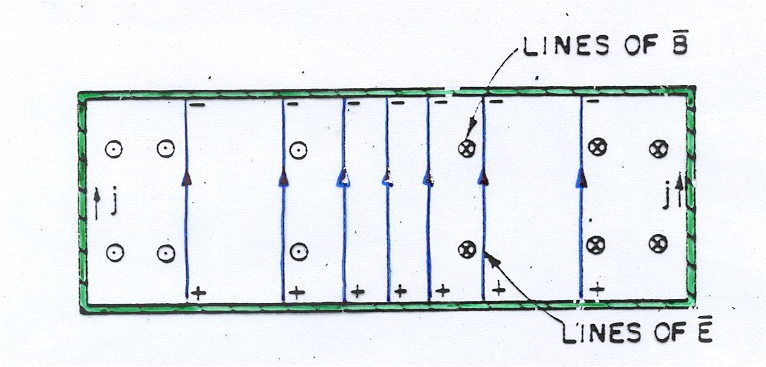 LINES OF B̅
− − − − − − −
j j
+ + + + + + +
LINES OF E̅